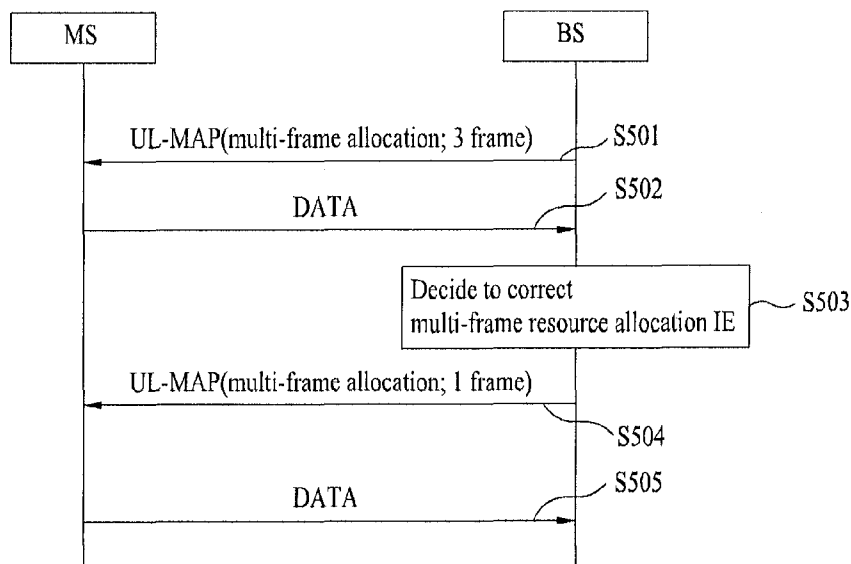 MS
BS
UL-MAP(multi-frame allocation; 3 frame)
S501
DATA
S502
Decide to correct
multi-frame resource allocation IE
S503
UL-MAP(multi-frame allocation; 1 frame)
S504
DATA
S505